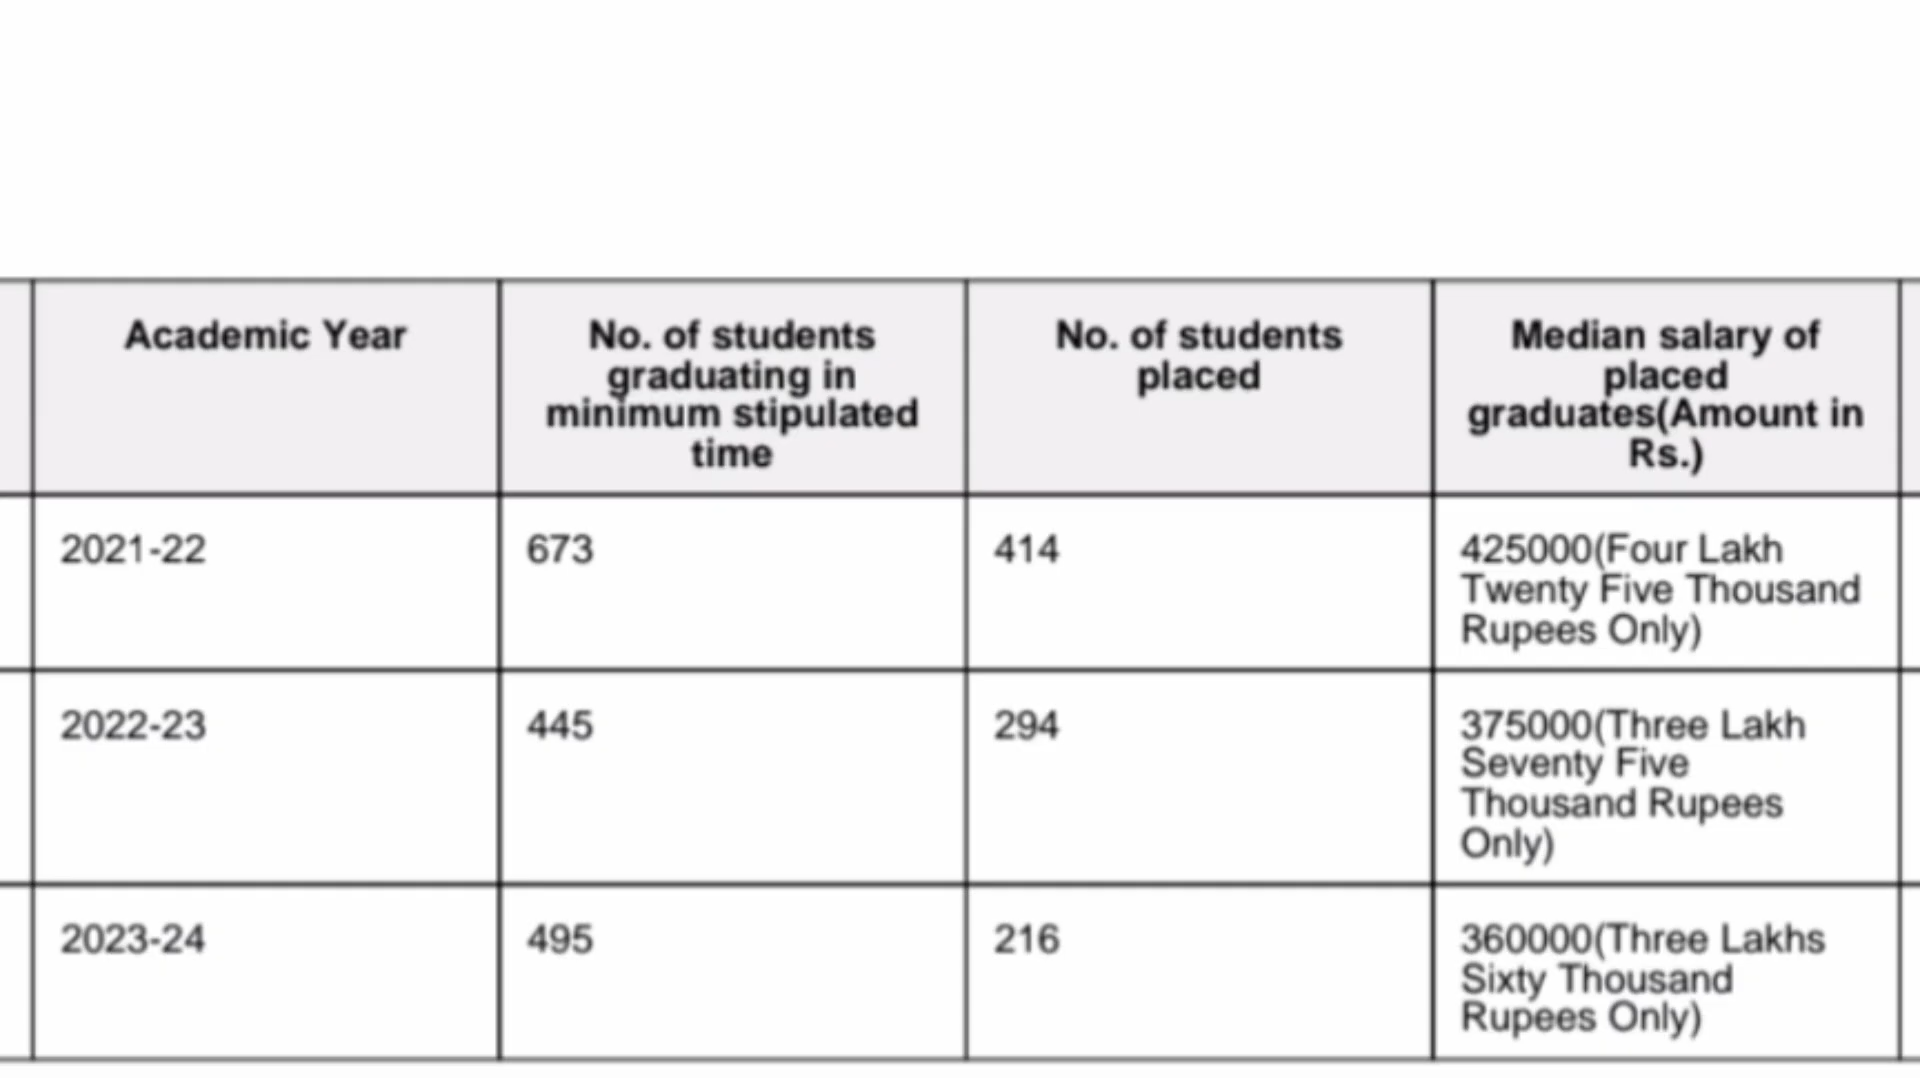 Academic Year
No. of students
graduating in
minimum stipulated
time
No. of students
placed
Median salary of
placed
graduates(Amount in
Rs.)
2021-22
673
414
425000(Four Lakh
Twenty Five Thousand
Rupees Only)
2022-23
445
294
375000(Three Lakh
Seventy Five
Thousand Rupees
Only)
2023-24
495
216
360000(Three Lakhs
Sixty Thousand
Rupees Only)